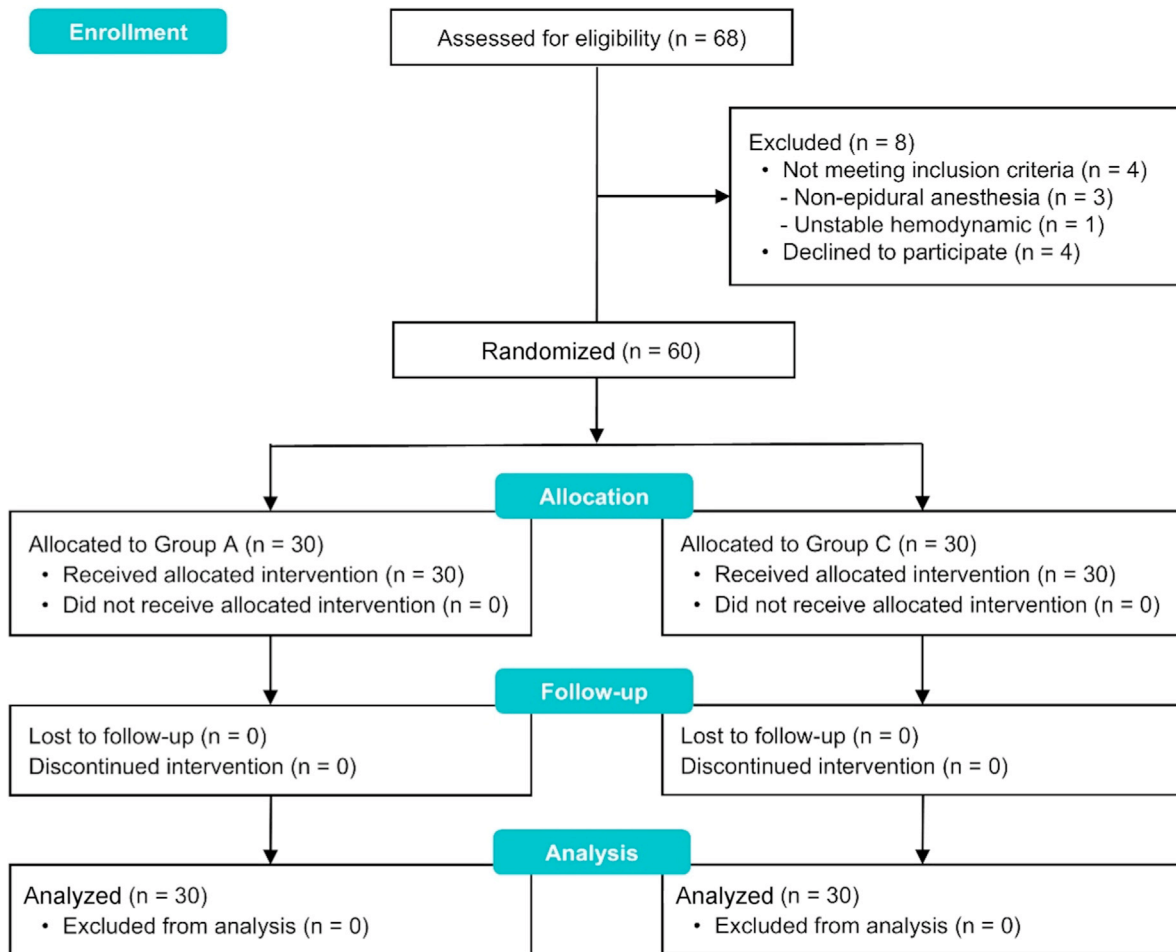 Enrollment
Assessed for eligibility (n = 68)
Excluded (n = 8)
• Not meeting inclusion criteria (n = 4)
- Non-epidural anesthesia (n = 3)
- Unstable hemodynamic (n = 1)
• Declined to participate (n = 4)
Randomized (n = 60)
Allocation
Allocated to Group A (n = 30)
• Received allocated intervention (n = 30)
• Did not receive allocated intervention (n = 0)
Allocated to Group C (n = 30)
• Received allocated intervention (n = 30)
• Did not receive allocated intervention (n = 0)
Follow-up
Lost to follow-up (n = 0)
Discontinued intervention (n = 0)
Lost to follow-up (n = 0)
Discontinued intervention (n = 0)
Analysis
Analyzed (n = 30)
• Excluded from analysis (n = 0)
Analyzed (n = 30)
• Excluded from analysis (n = 0)